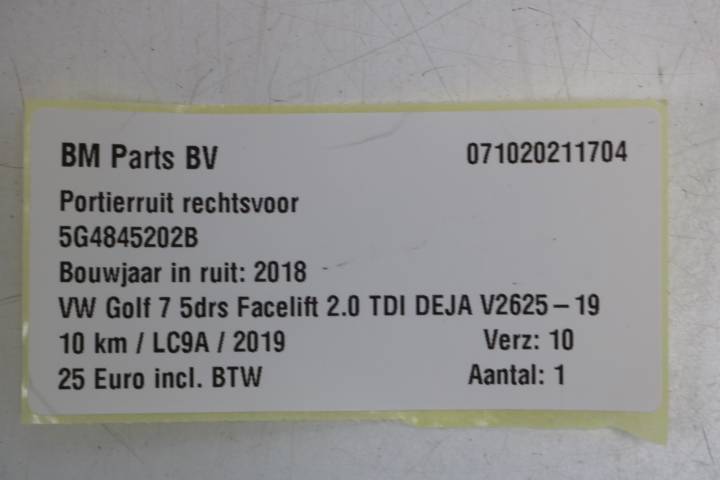 BM Parts BV 071020211704
Portierruit rechtsvoor
5G4845202B
Bouwjaar in ruit: 2018
VW Golf 7 5drs Facelift 2.0 TDI DEJA V2625-19
10 km / LC9A / 2019 Verz: 10
25 Euro incl. BTW Aantal: 1